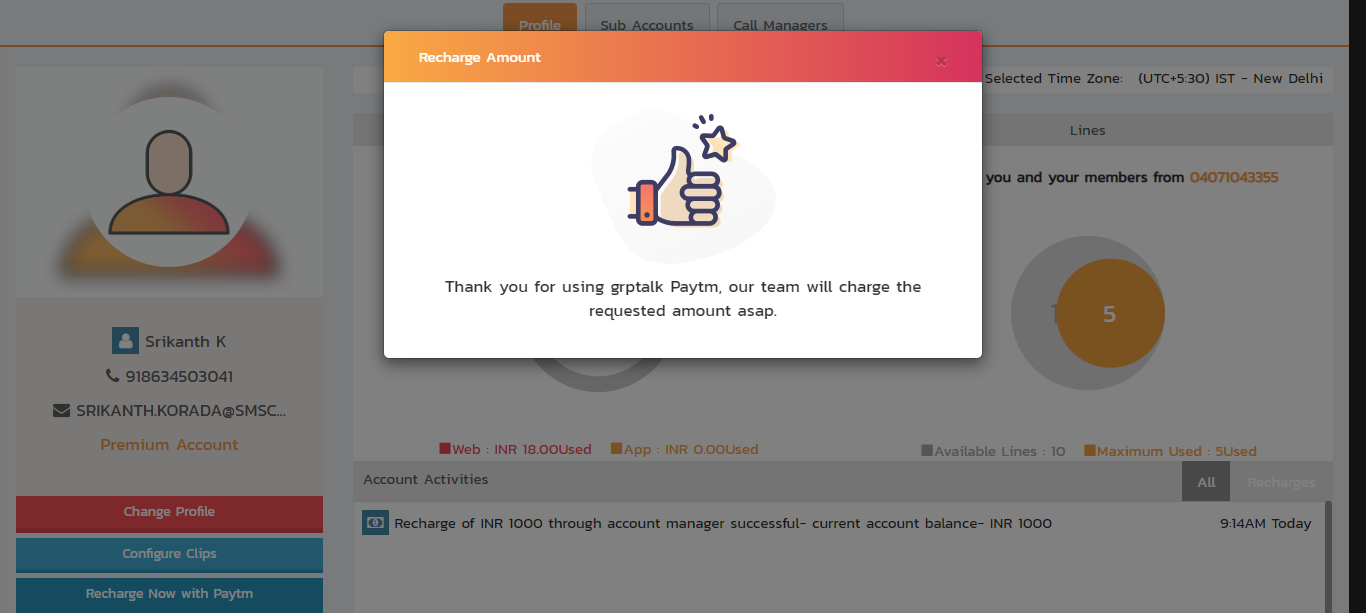 Profile
Sub Accounts
Call Managers
Recharge Amount
×
Selected Time Zone: (UTC+5:30) IST - New Delhi
Lines
you and your members from 04071043355
Thank you for using grptalk Paytm, our team will charge the
requested amount asap.
5
Srikanth K
918634503041
SRIKANTH.KORADA@SMSC...
Premium Account
Web : INR 18.00Used
App : INR 0.00Used
Available Lines : 10
Maximum Used : 5Used
Account Activities
All
Recharges
Recharge of INR 1000 through account manager successful- current account balance- INR 1000
9:14AM Today
Change Profile
Configure Clips
Recharge Now with Paytm